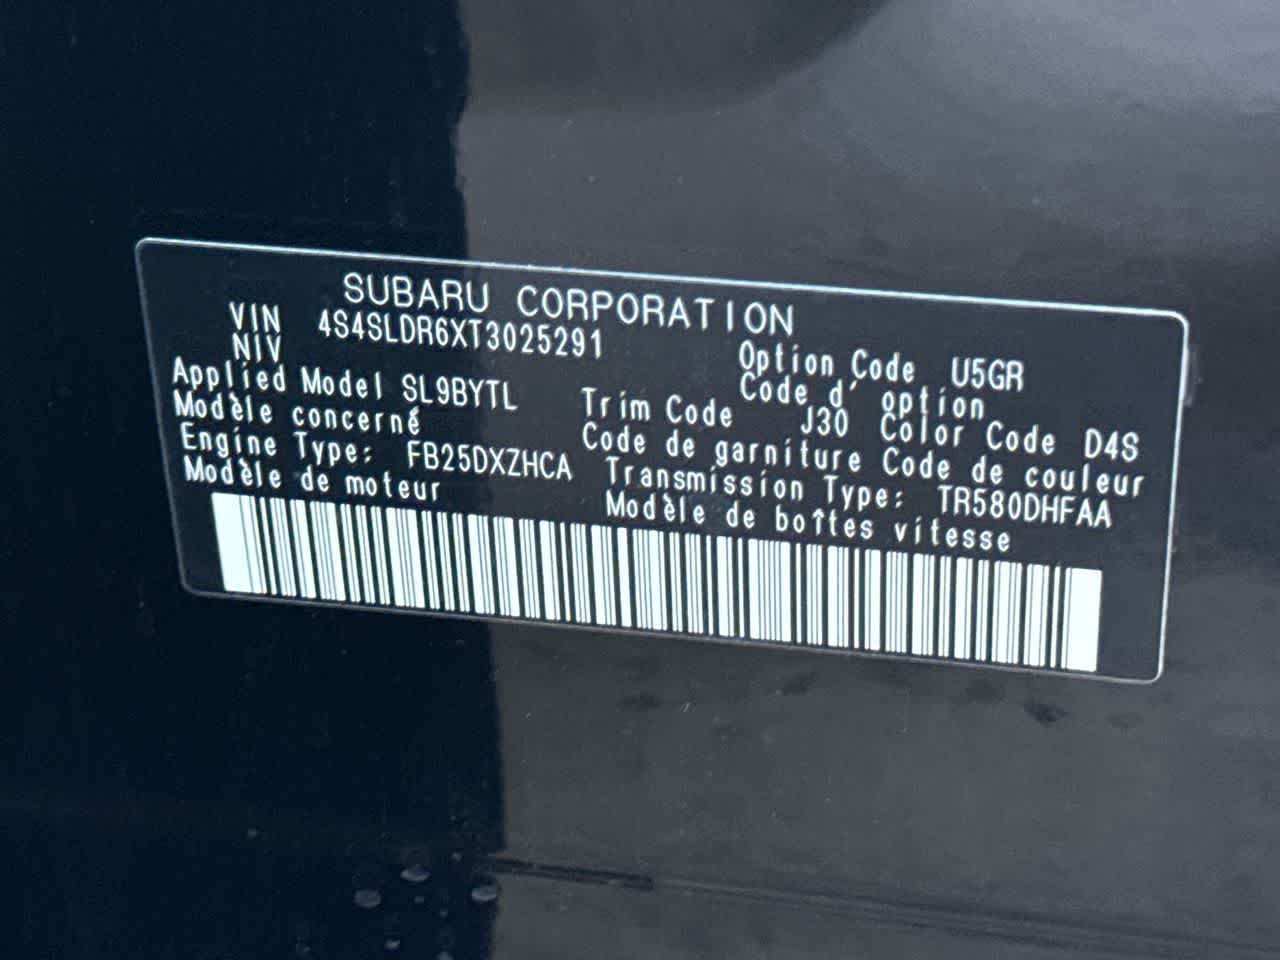 SUBARU CORPORATION
VIN 4S4SLDR6XT3025291
NIV
Option Code U5GR
Code d' option
Applied Model SL9BYTL
Modèle concerné
Trim Code J30
Code de garniture
Color Code D4S
Code de couleur
Engine Type: FB25DXZHCA
Modèle de moteur
Transmission Type: TR580DHFAA
Modèle de boîtes vitesse